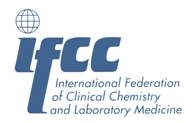 ifcc
International Federation
of Clinical Chemistry
and Laboratory Medicine